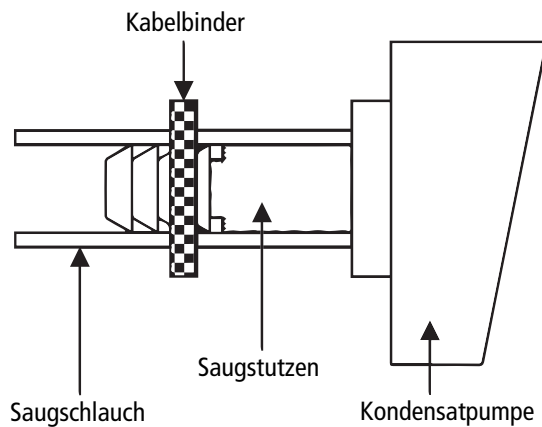 Kabelbinder
Saugstutzen
Saugschlauch
Kondensatpumpe